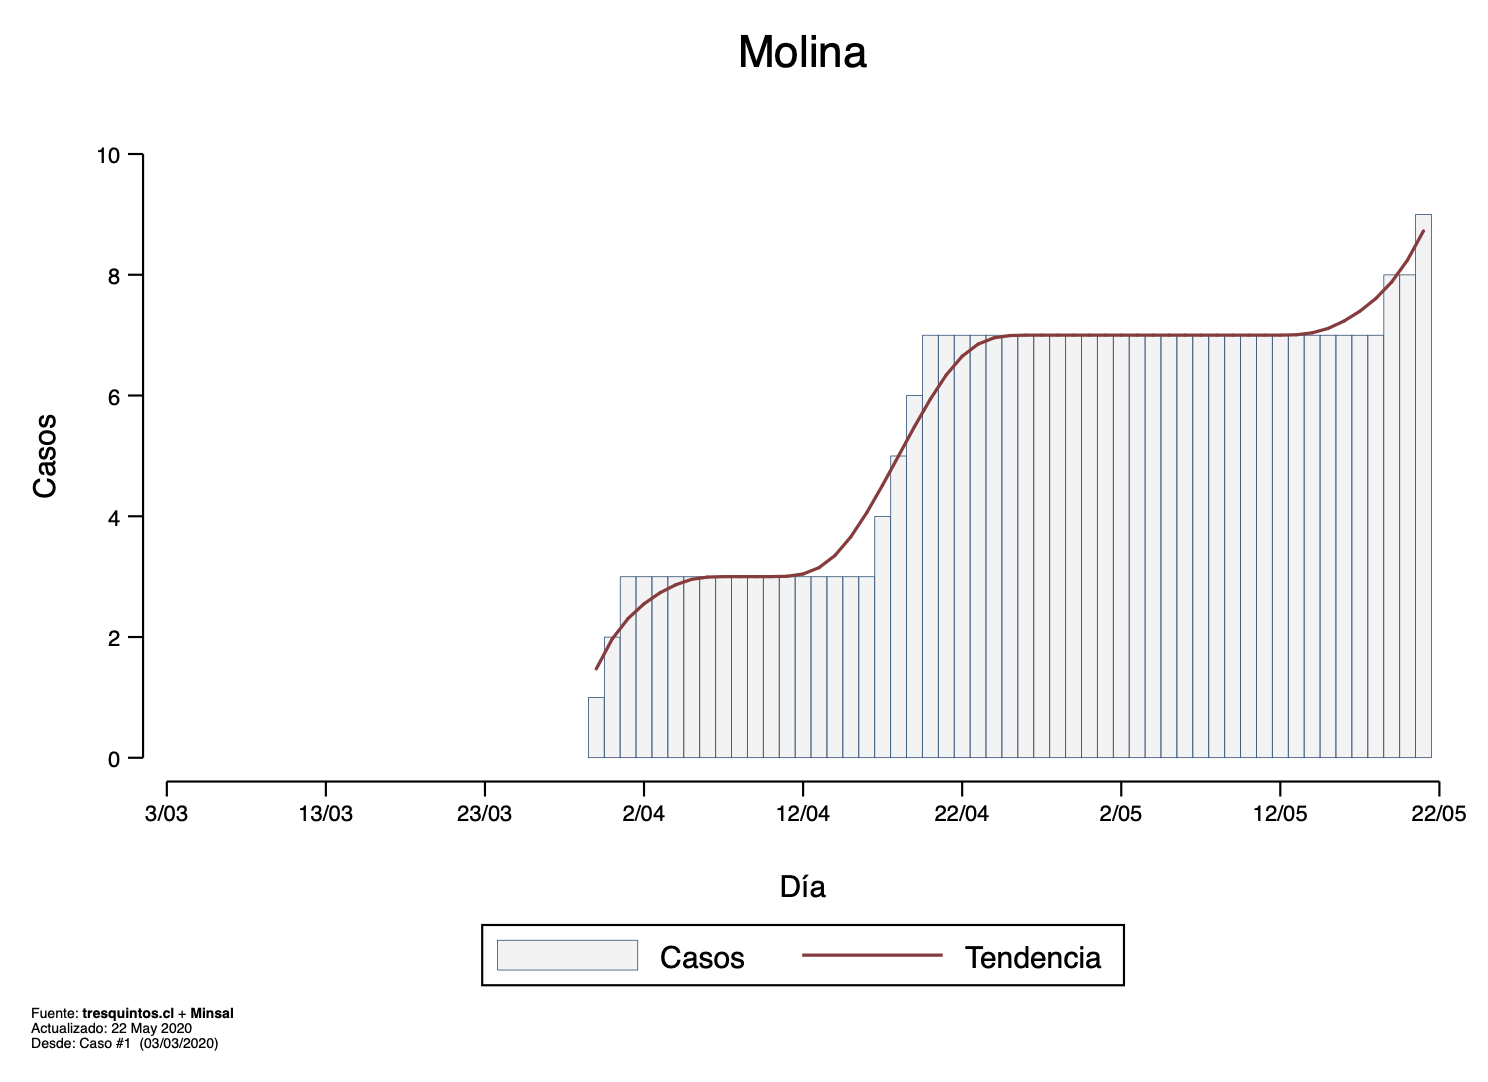 Molina
10
8
6
4
2
0
Casos
3/03 13/03 23/03 2/04 12/04 22/04 2/05 12/05 22/05
Día
Casos Tendencia
Fuente: tresquintos.cl + Minsal
Actualizado: 22 May 2020
Desde: Caso #1 (03/03/2020)